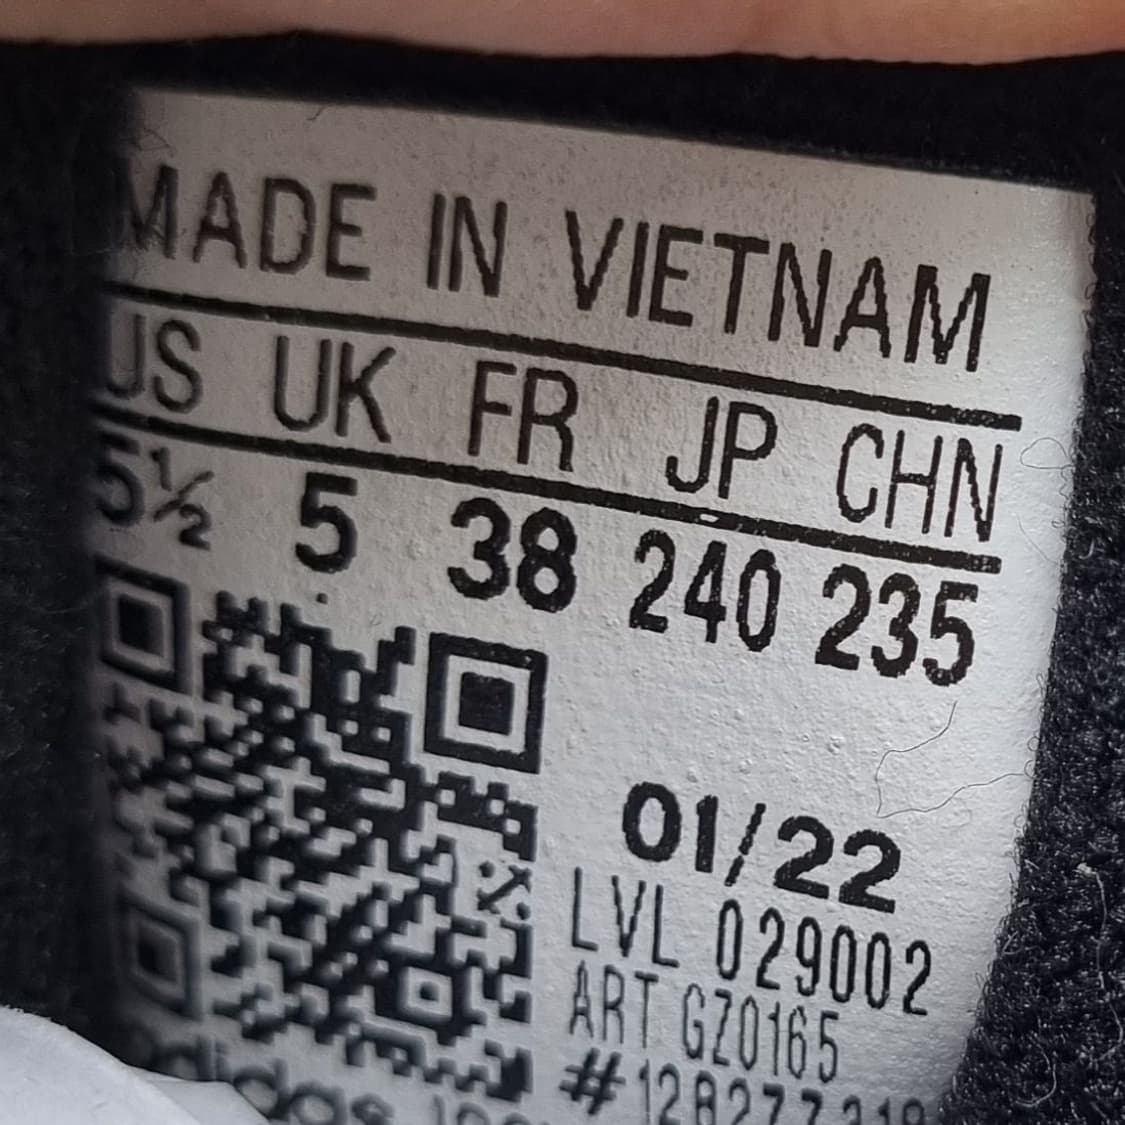 MADE IN VIETNAM
US UK FR JP CHN
5½ 5 38 240 235
01/22
LVL 029002
ART GZ0165
adidas